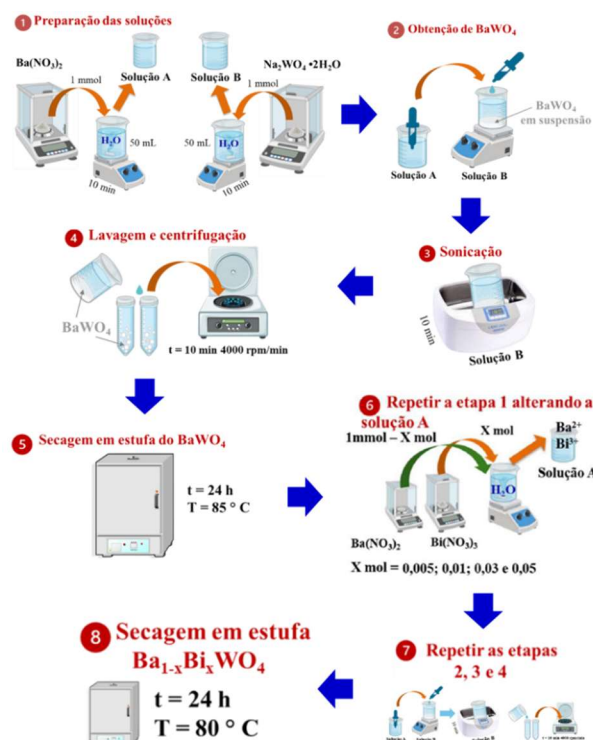 1 Preparação das soluções
Ba(NO₃)₂
1 mmol
Solução A
H₂O
50 mL
10 min
Solução B
1 mmol
Na₂WO₄ •2H₂O
50 mL
H₂O
10 min
2 Obtenção de BaWO₄
BaWO₄
em suspensão
Solução A
Solução B
3 Sonicação
10 min
Solução B
4 Lavagem e centrifugação
BaWO₄
t = 10 min 4000 rpm/min
5 Secagem em estufa do BaWO₄
t = 24 h
T = 85 ° C
6 Repetir a etapa 1 alterando a
solução A
1mmol – X mol
X mol
Ba²⁺
Bi³⁺
Solução A
H₂O
Ba(NO₃)₂
Bi(NO₃)₃
X mol = 0,005; 0,01; 0,03 e 0,05
7 Repetir as etapas
2, 3 e 4
10 min
8 Secagem em estufa
Ba₁₋ₓBiₓWO₄
t = 24 h
T = 80 ° C